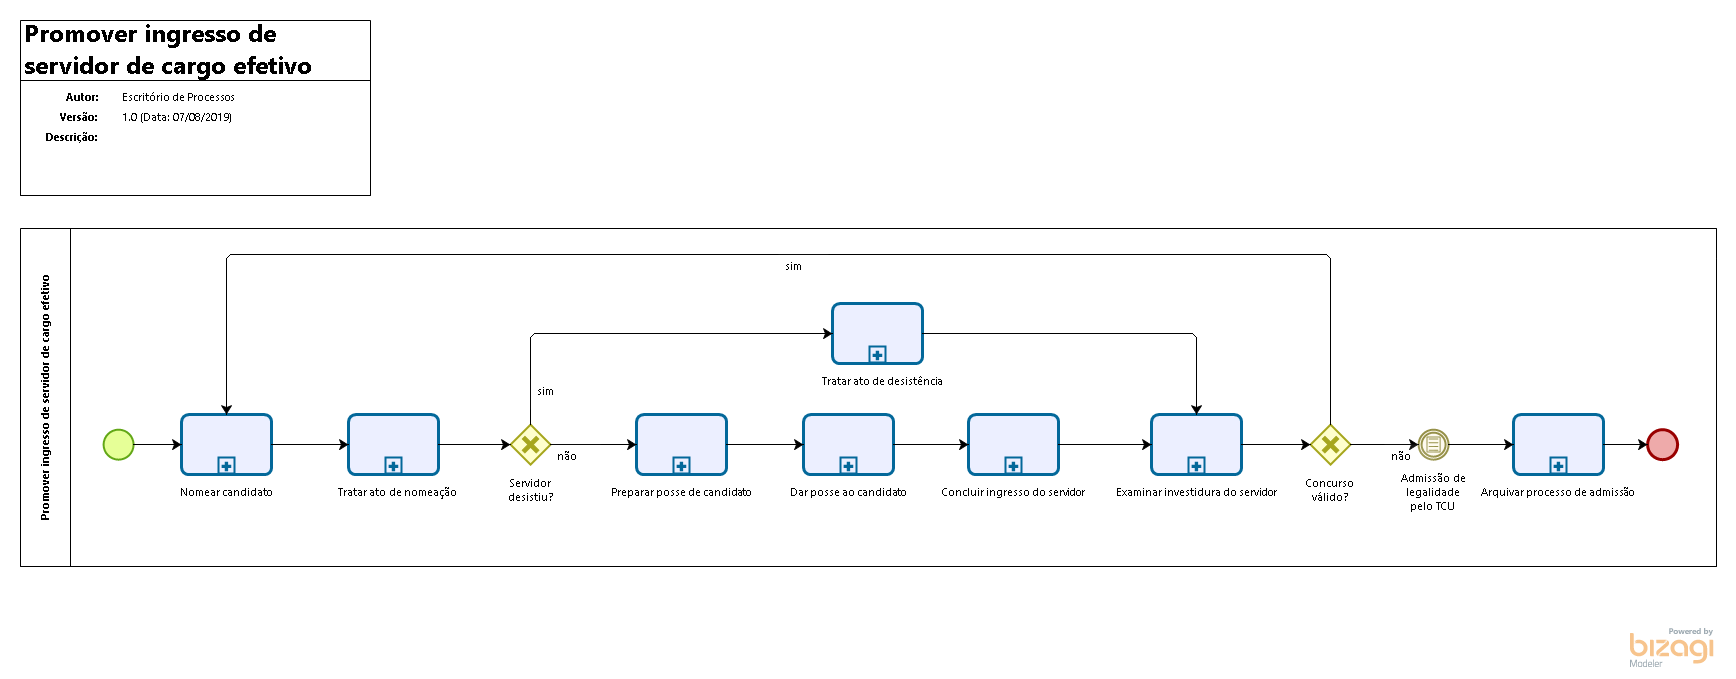 Promover ingresso de
servidor de cargo efetivo
Autor: Escritório de Processos
Versão: 1.0 (Data: 07/08/2019)
Descrição:
Promover ingresso de servidor de cargo efetivo
sim
Tratar ato de desistência
sim
não
não
Nomear candidato
Tratar ato de nomeação
Servidor
desistiu?
Preparar posse de candidato
Dar posse ao candidato
Concluir ingresso do servidor
Examinar investidura do servidor
Concurso
válido?
Admissão de
legalidade
pelo TCU
Arquivar processo de admissão
Powered by
bizagi
Modeler